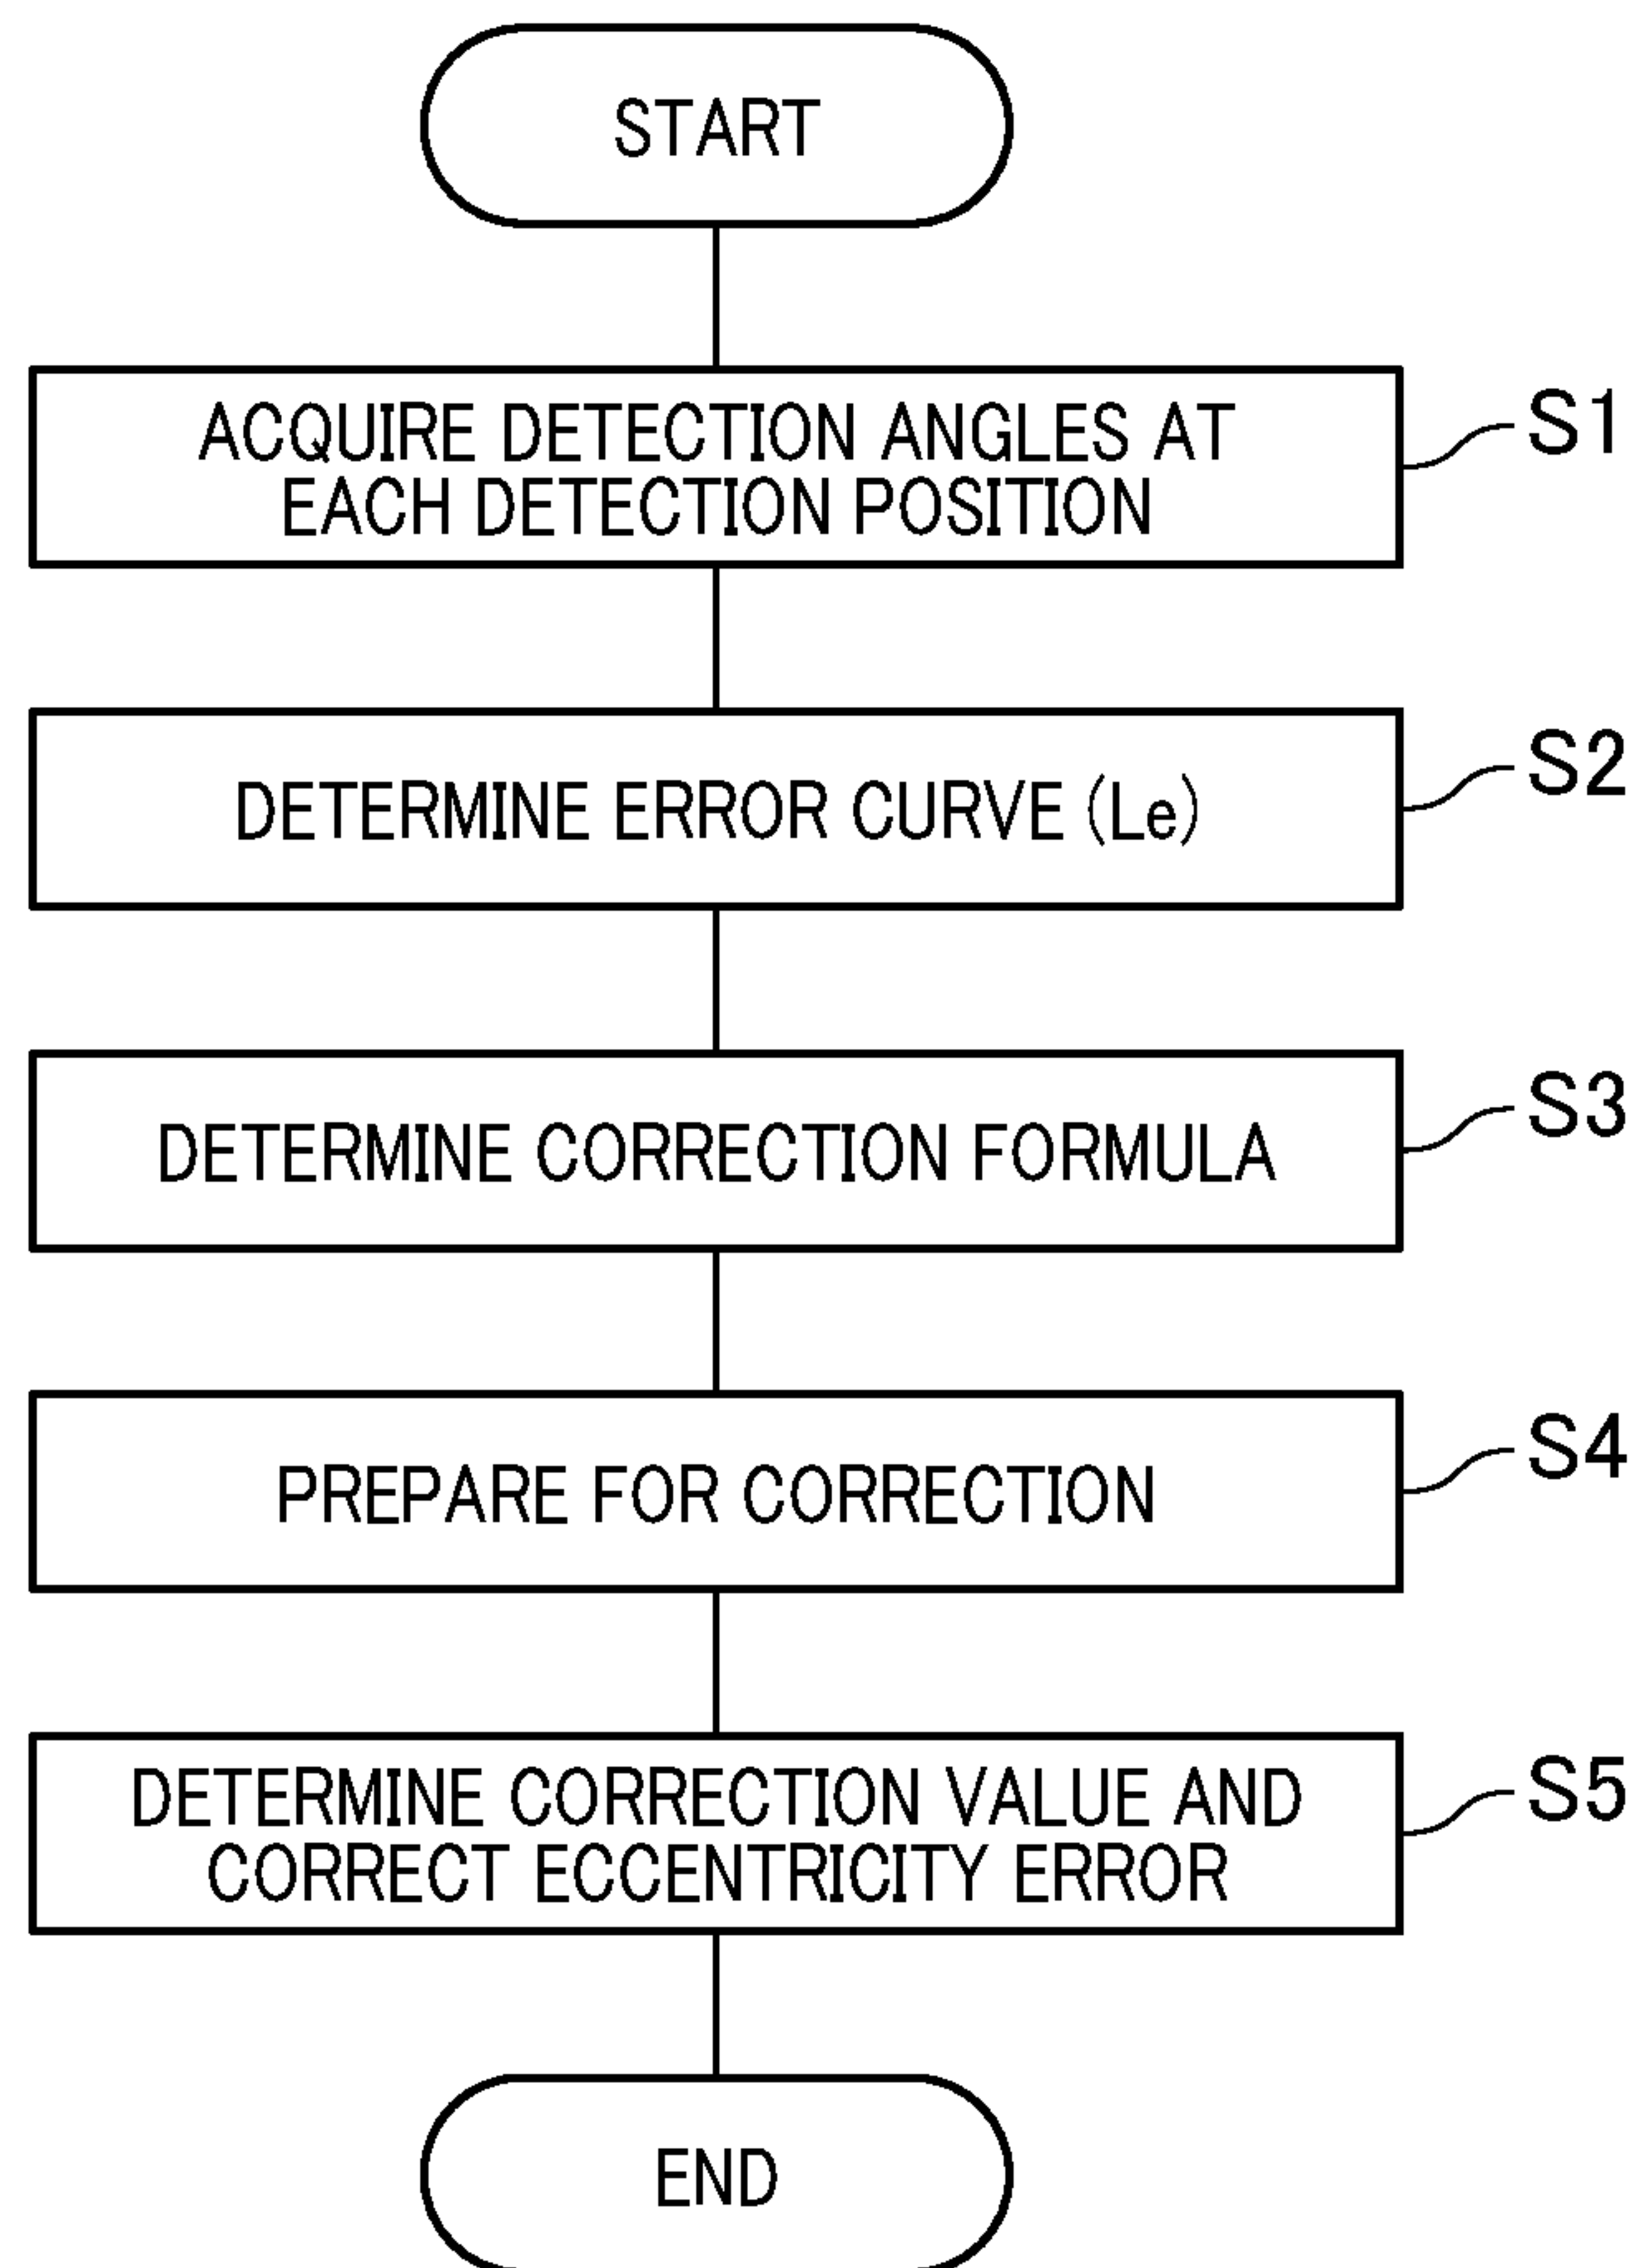 START
ACQUIRE DETECTION ANGLES AT
EACH DETECTION POSITION
S1
DETERMINE ERROR CURVE (Le)
S2
DETERMINE CORRECTION FORMULA
S3
PREPARE FOR CORRECTION
S4
DETERMINE CORRECTION VALUE AND
CORRECT ECCENTRICITY ERROR
S5
END